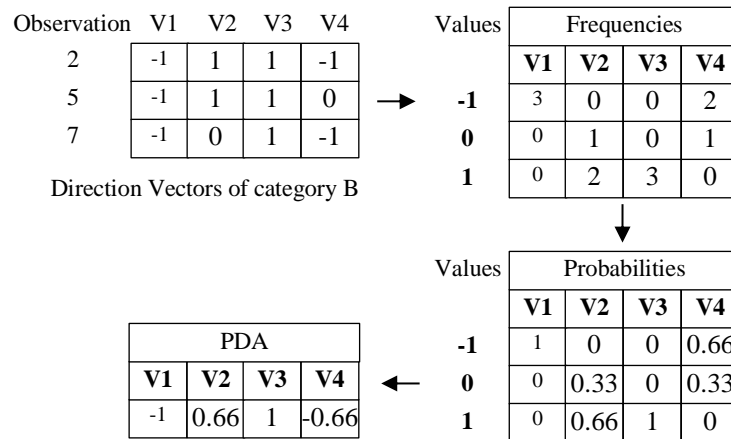 Observation V1 V2 V3 V4
2 -1 1 1 -1
5 -1 1 1 0
7 -1 0 1 -1
Direction Vectors of category B
Values Frequencies
V1 V2 V3 V4
-1 3 0 0 2
0 0 1 0 1
1 0 2 3 0
Values Probabilities
V1 V2 V3 V4
-1 1 0 0 0.66
0 0 0.33 0 0.33
1 0 0.66 1 0
PDA
V1 V2 V3 V4
-1 0.66 1 -0.66